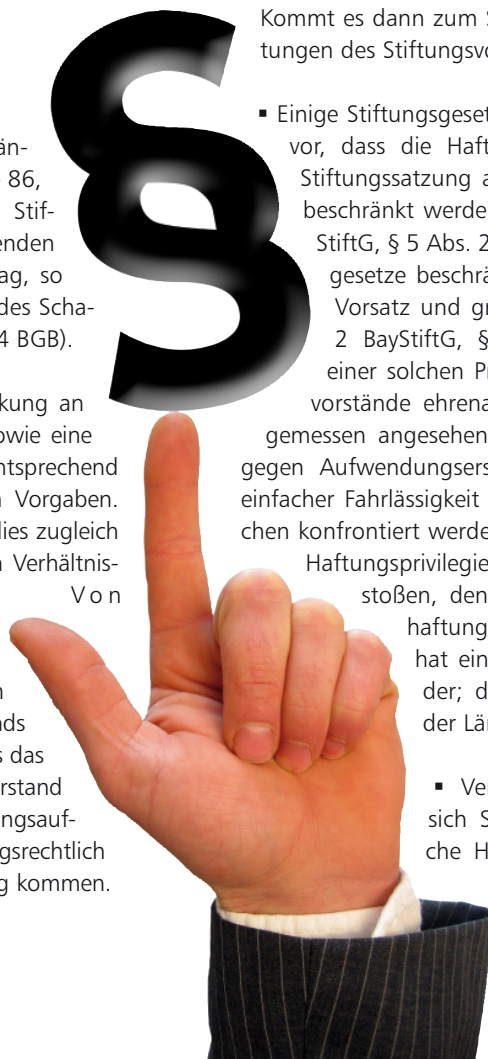 än-
86,
Stif-
enden
ag, so
des Scha-
4 BGB).
kung an
owie eine
ntsprechend
n Vorgaben.
dies zugleich
n Verhältnis-
Von
n
nds
s das
rstand
ngsauf-
gsrechtlich
g kommen.
§
Kommt es dann zum S
tungen des Stiftungsvo
▪ Einige Stiftungsgeset
vor, dass die Haft
Stiftungssatzung a
beschränkt werde
StiftG, § 5 Abs. 2
gesetze beschrä
Vorsatz und gr
2 BayStiftG, §
einer solchen Pr
vorstände ehrena
gemessen angesehen
gegen Aufwendungsers
einfacher Fahrlässigkeit
chen konfrontiert werde
Haftungsprivilegie
stoßen, den
haftung
hat ein
der; d
der Län
▪ Ver
sich S
che H